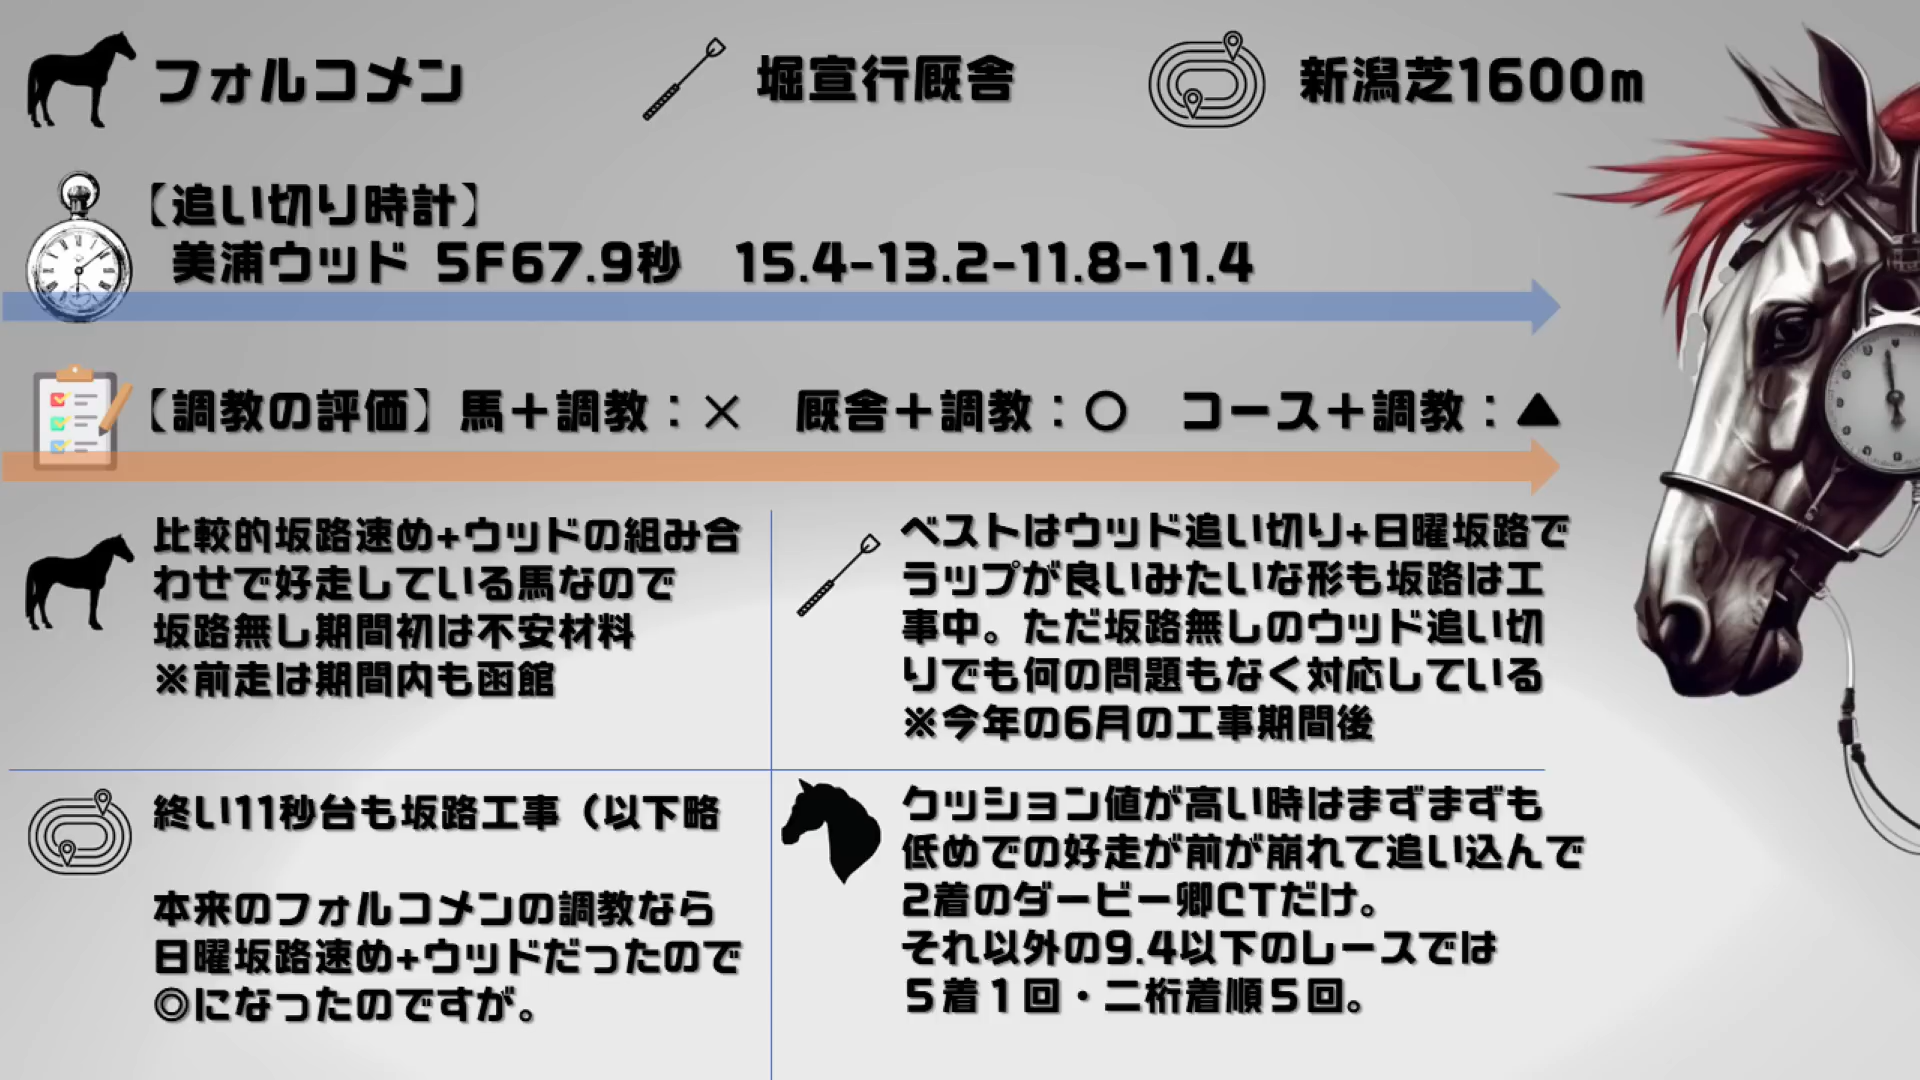 フォルコメン
堀宣行厩舎
新潟芝1600m
【追い切り時計】
美浦ウッド 5F67.9秒　15.4-13.2-11.8-11.4
【調教の評価】馬＋調教：×　厩舎＋調教：○　コース＋調教：▲
比較的坂路速め+ウッドの組み合
わせで好走している馬なので
坂路無し期間初は不安材料
※前走は期間内も函館
ベストはウッド追い切り+日曜坂路で
ラップが良いみたいな形も坂路は工
事中。ただ坂路無しのウッド追い切
りでも何の問題もなく対応している
※今年の6月の工事期間後
終い11秒台も坂路工事（以下略
本来のフォルコメンの調教なら
日曜坂路速め+ウッドだったので
◎になったのですが。
クッション値が高い時はまずまずも
低めでの好走が前が崩れて追い込んで
2着のダービー卿CTだけ。
それ以外の9.4以下のレースでは
５着１回・二桁着順５回。